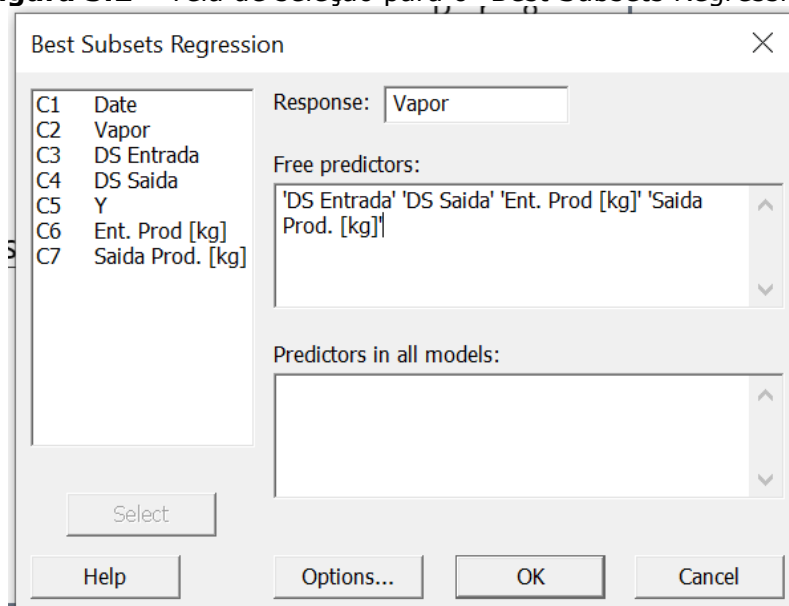 Best Subsets Regression
C1 Date
C2 Vapor
C3 DS Entrada
C4 DS Saida
C5 Y
C6 Ent. Prod [kg]
C7 Saida Prod. [kg]
Response: Vapor
Free predictors:
'DS Entrada' 'DS Saida' 'Ent. Prod [kg]' 'Saida
Prod. [kg]'
Predictors in all models:
Select
Help Options... OK Cancel